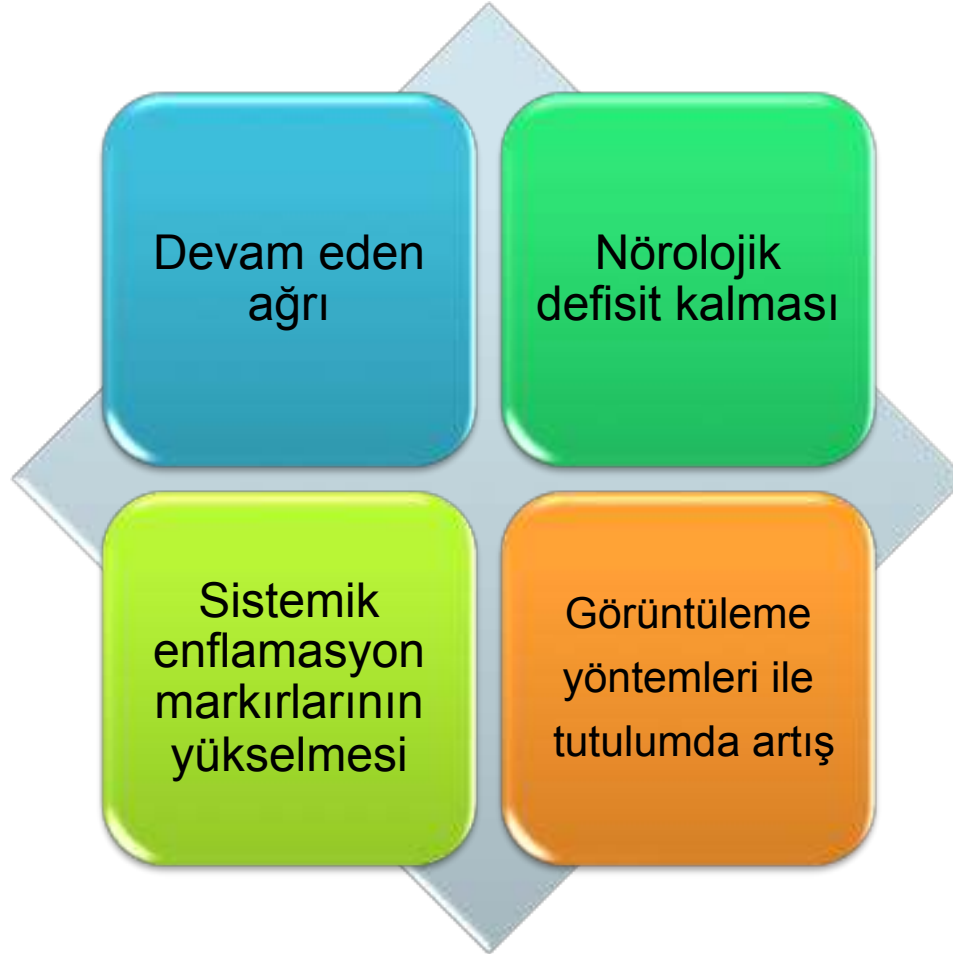 Devam eden
ağrı
Nörolojik
defisit kalması
Sistemik
enflamasyon
markırlarının
yükselmesi
Görüntüleme
yöntemleri ile
tutulumda artış